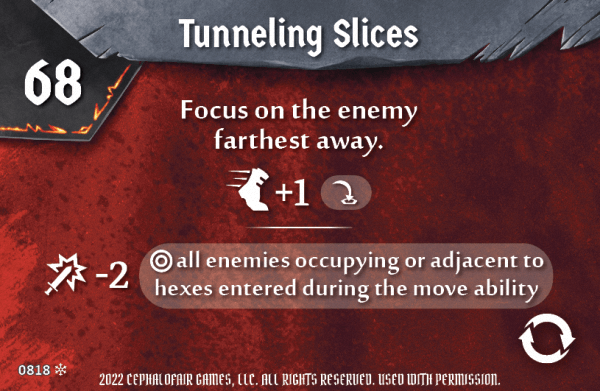 Tunneling Slices
68
Focus on the enemy
farthest away.
+1
-2 all enemies occupying or adjacent to
hexes entered during the move ability
0818
2022 CEPHALOFAIR GAMES, LLC. ALL RIGHTS RESERVED. USED WITH PERMISSION.